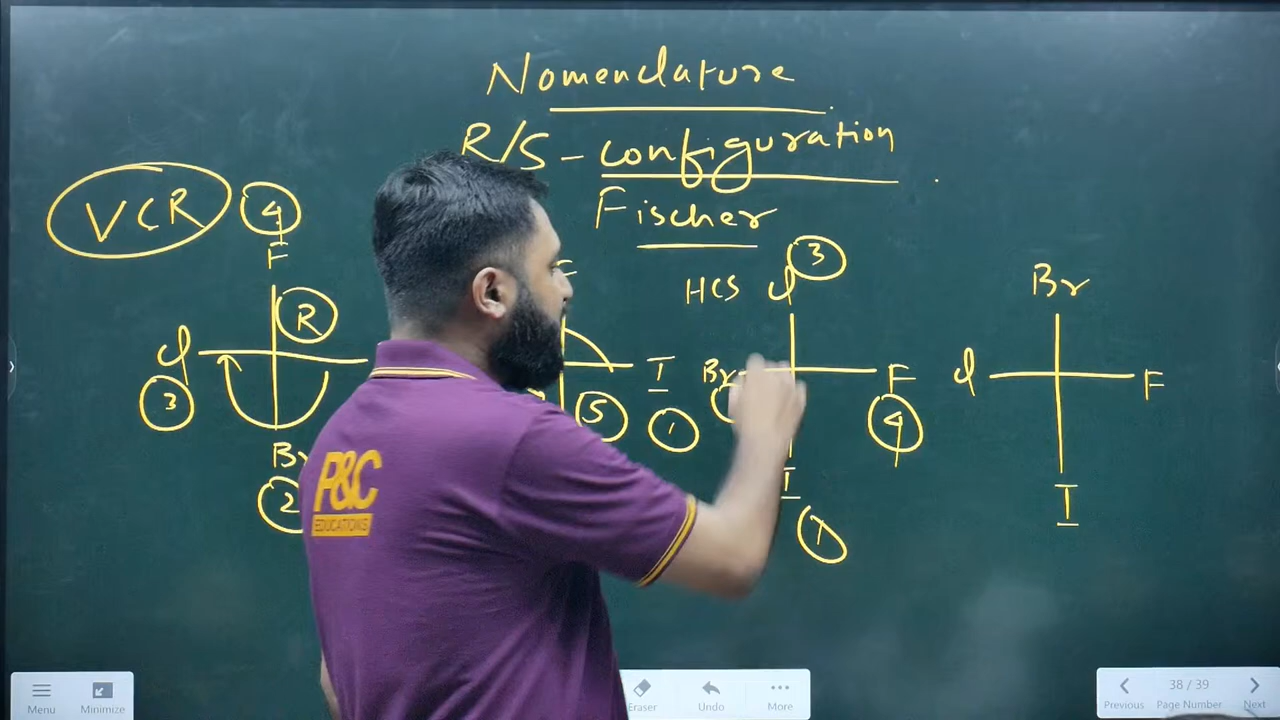 Nomenclature
R/S - configuration
Fischer
VCR
4
F
R
Cl
3
Br
2
I
1
5
HCS
Cl
3
Br
F
4
I
1
Br
Cl
F
I
P&C
EDUCATIONS
Menu
Minimize
Eraser
Undo
More
Previous
38 / 39
Page Number
Next